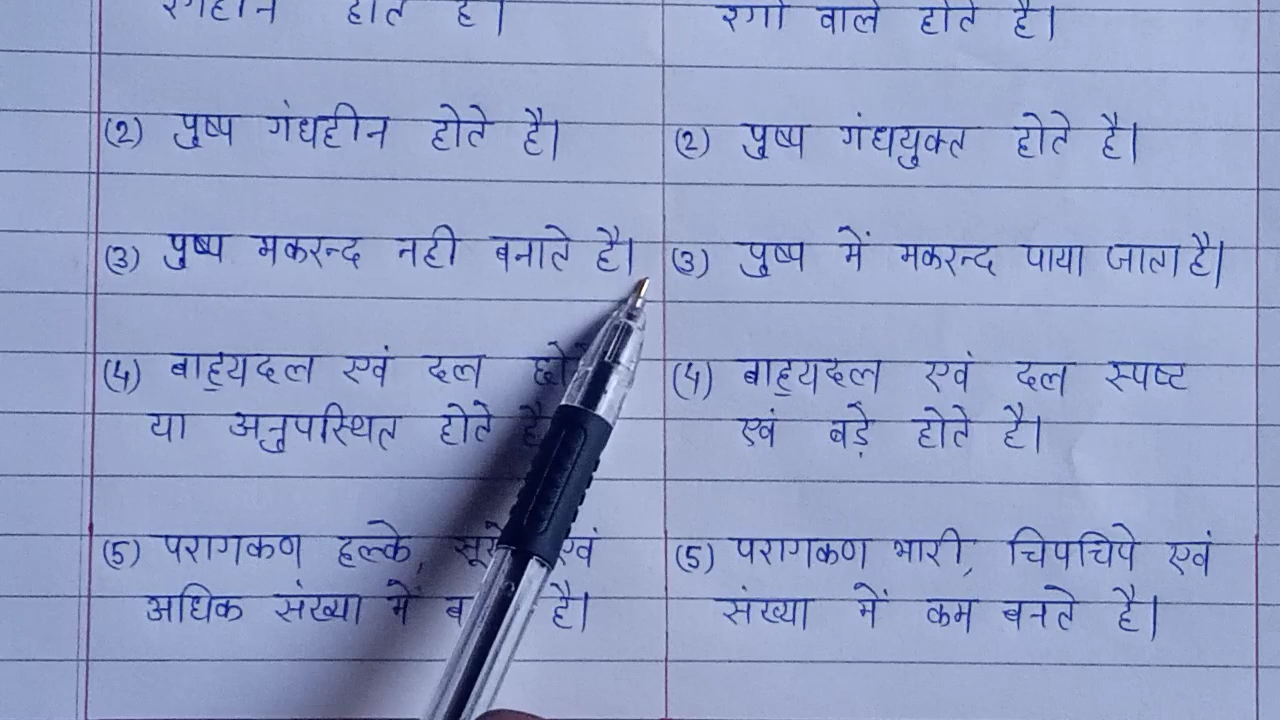 रंगहीन होते है।
(2) पुष्प गंधहीन होते है।
(3) पुष्प मकरन्द नही बनाते है।
(4) बाह्यदल एवं दल
या अनुपस्थित होते है
(5) परागकण हल्के, एवं
अधिक संख्या में है।
रंगो वाले होते है।
(2) पुष्प गंधयुक्त होते है।
(3) पुष्प में मकरन्द पाया जाता है।
(4) बाह्यदल एवं दल स्पष्ट
एवं बड़े होते है।
(5) परागकण भारी, चिपचिपे एवं
संख्या में कम बनते है।